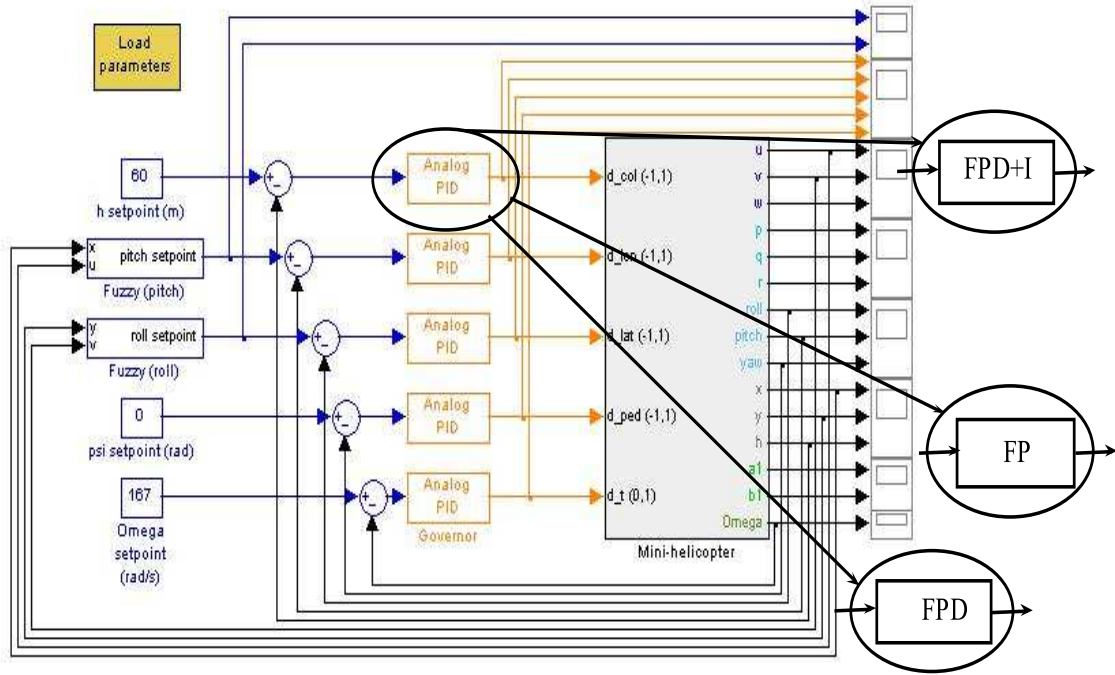 Load
parameters
60
h setpoint (m)
x
u
pitch setpoint
Fuzzy (pitch)
y
v
roll setpoint
Fuzzy (roll)
0
psi setpoint (rad)
167
Omega
setpoint
(rad/s)
+
-
+
-
+
-
+
-
+
-
Analog
PID
Analog
PID
Analog
PID
Analog
PID
Analog
PID
Governor
d_col (-1,1)
d_lon (-1,1)
d_lat (-1,1)
d_ped (-1,1)
d_t (0,1)
u
v
w
p
q
r
roll
pitch
yaw
x
y
h
a1
b1
Omega
Mini-helicopter
FPD+I
FP
FPD